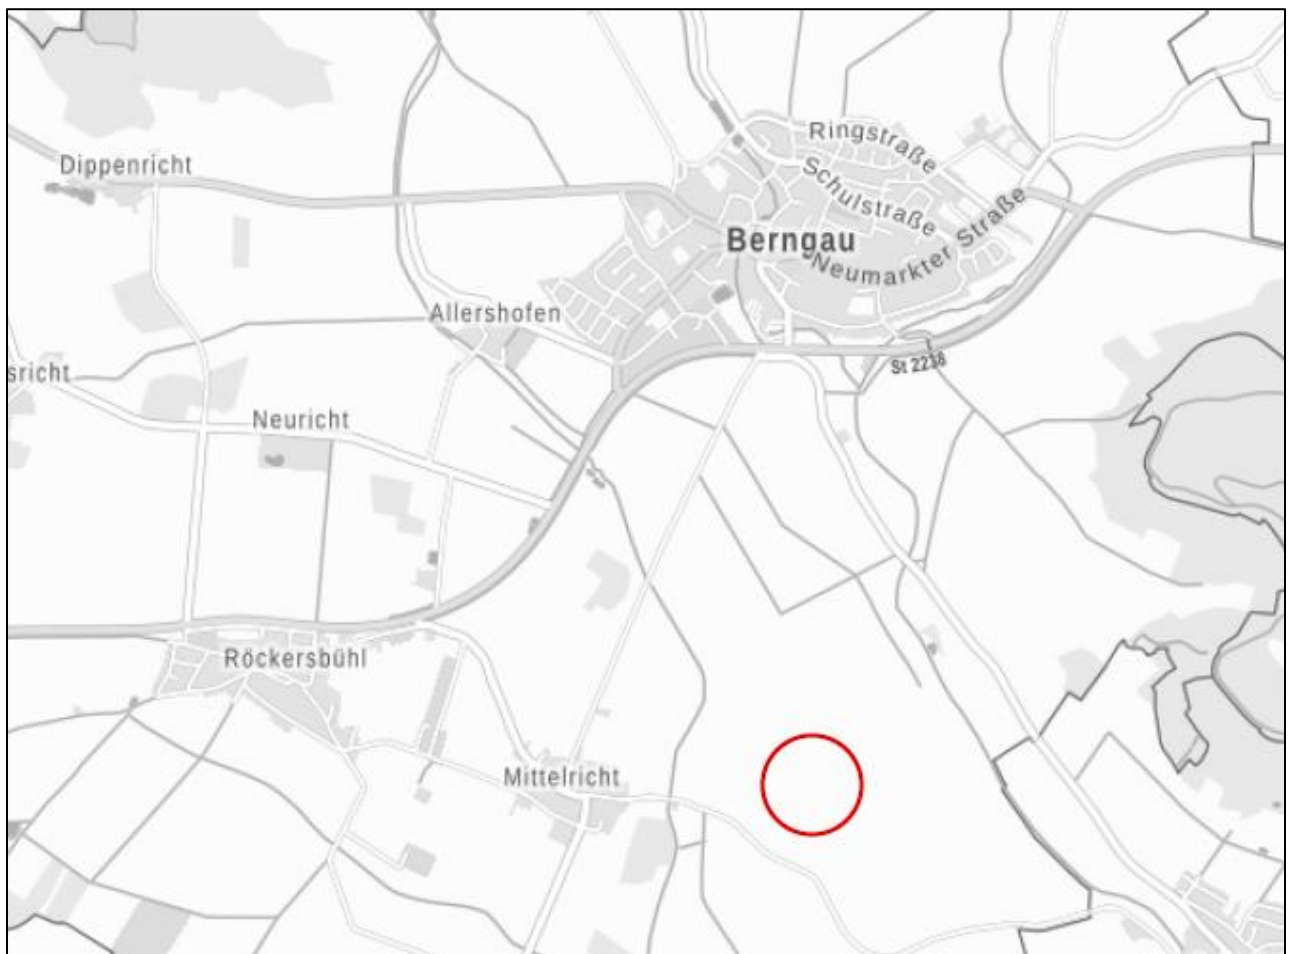 Ringstraße
Dippenricht
Schulstraße
Berngau
Neumarkter Straße
Allershofen
St 2238
sricht
Neuricht
Röckersbühl
Mittelricht